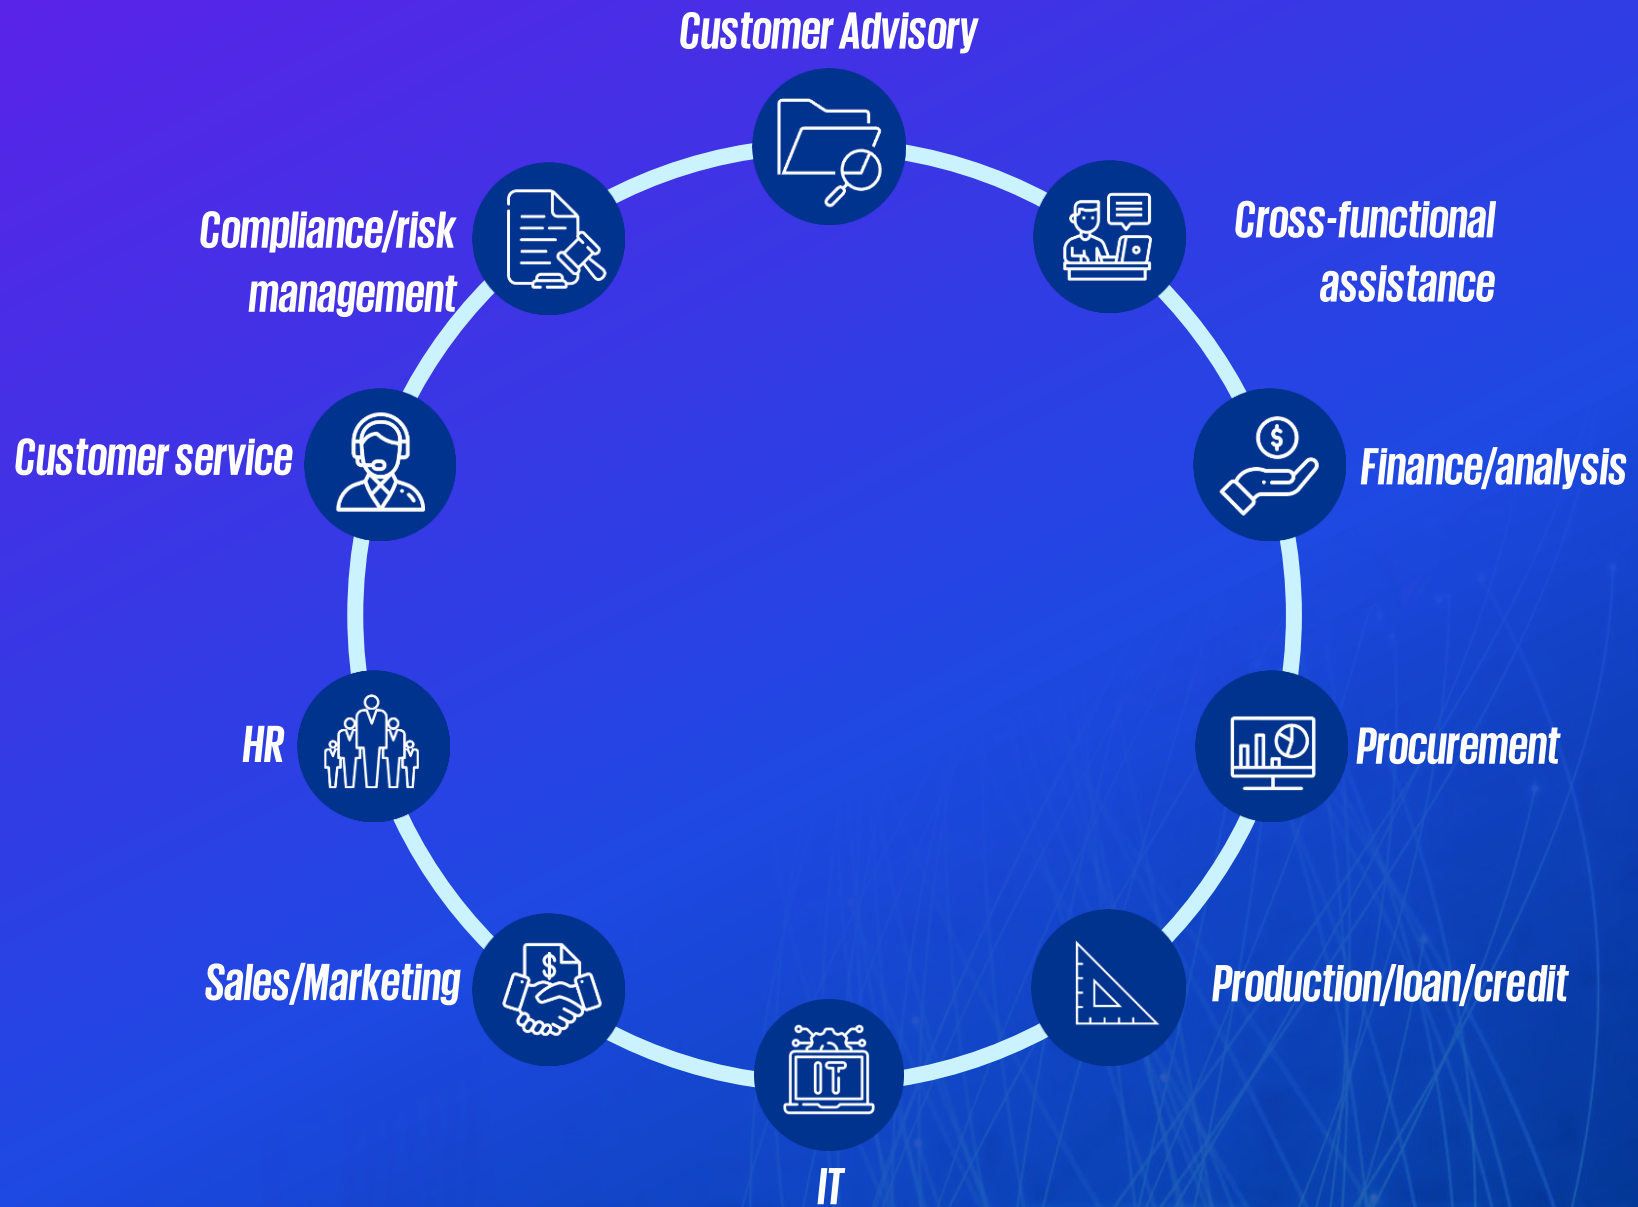 Customer Advisory
Compliance/risk
management
Cross-functional
assistance
Customer service
$
Finance/analysis
HR
Procurement
Sales/Marketing
$
Production/loan/credit
IT
IT